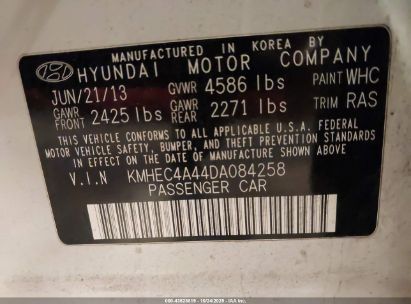 MANUFACTURED IN KOREA BY
HYUNDAI MOTOR COMPANY
JUN/21/13 GVWR 4586 lbs PAINT WHC
GAWR FRONT 2425 lbs GAWR REAR 2271 lbs TRIM RAS
THIS VEHICLE CONFORMS TO ALL APPLICABLE U.S.A. FEDERAL
MOTOR VEHICLE SAFETY, BUMPER, AND THEFT PREVENTION STANDARDS
IN EFFECT ON THE DATE OF MANUFACTURE SHOWN ABOVE.
V.I.N KMHEC4A44DA084258
PASSENGER CAR